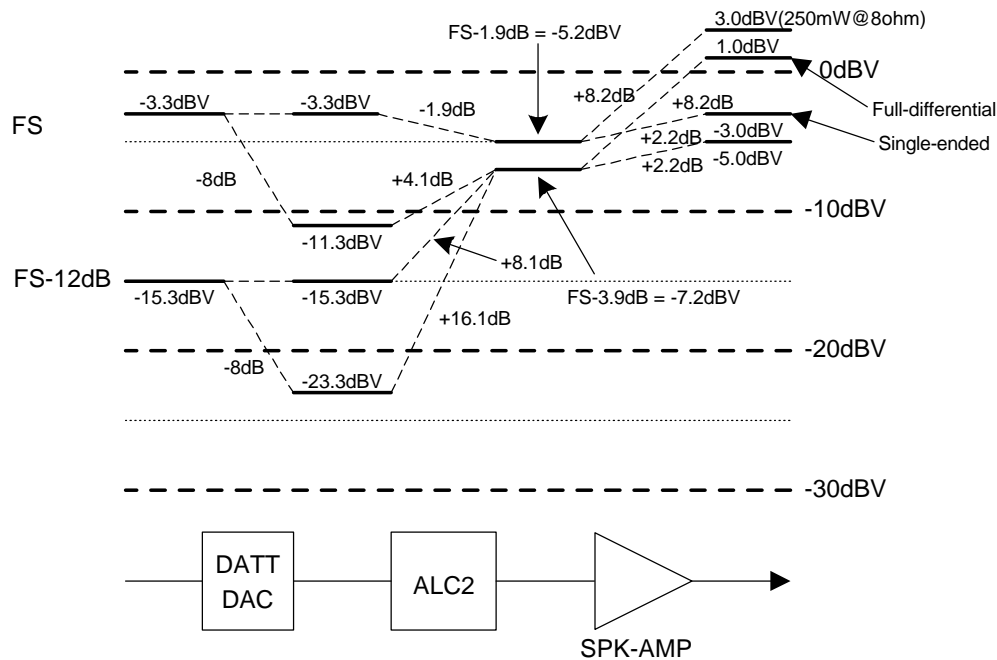 3.0dBV(250mW@8ohm)
FS-1.9dB = -5.2dBV
1.0dBV
0dBV
+8.2dB
Full-differential
-3.3dBV
-3.3dBV
-1.9dB
+8.2dB
FS
+2.2dB
-3.0dBV
Single-ended
+2.2dB
-5.0dBV
-8dB
+4.1dB
-10dBV
-11.3dBV
+8.1dB
FS-12dB
-15.3dBV
-15.3dBV
FS-3.9dB = -7.2dBV
+16.1dB
-20dBV
-8dB
-23.3dBV
-30dBV
DATT
DAC
ALC2
SPK-AMP